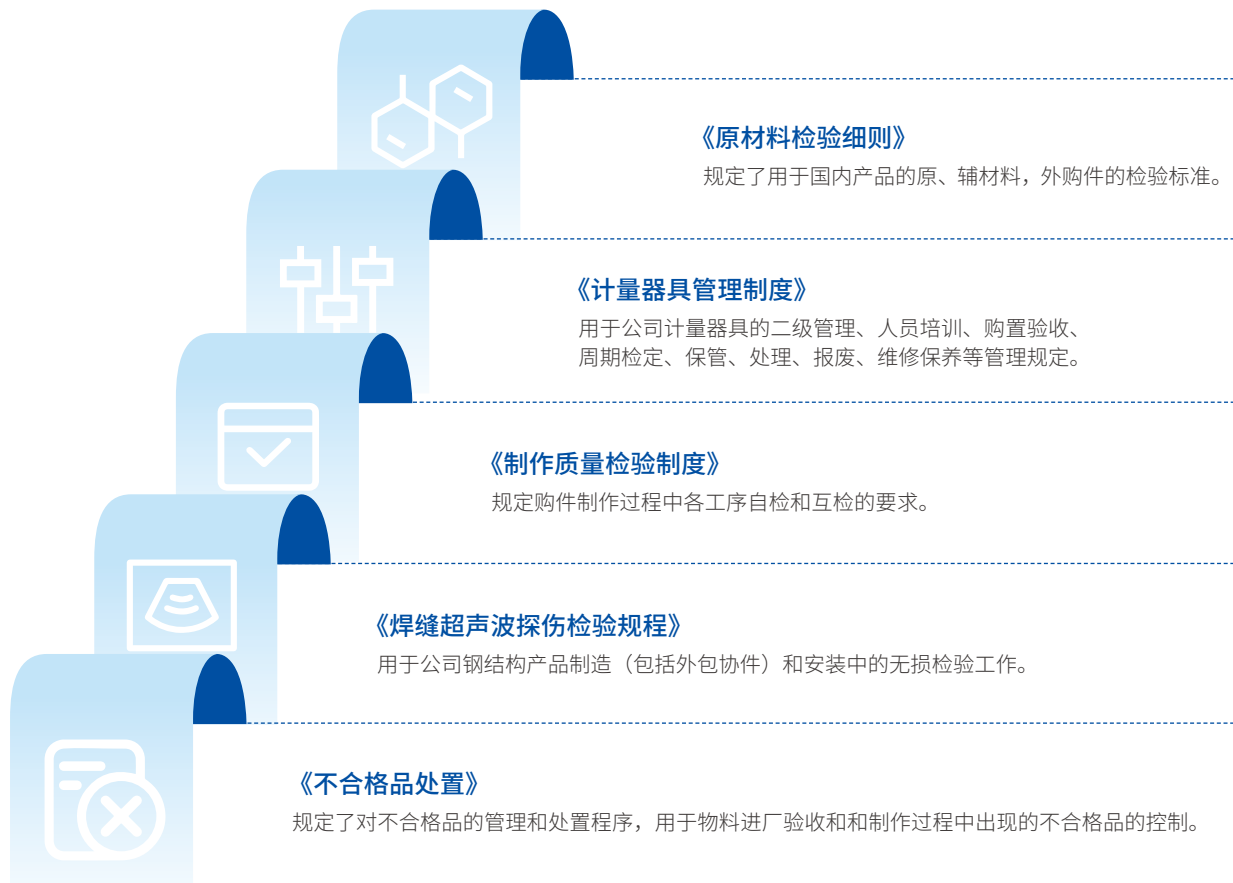 《原材料检验细则》
规定了用于国内产品的原、辅材料，外购件的检验标准。
《计量器具管理制度》
用于公司计量器具的二级管理、人员培训、购置验收、
周期检定、保管、处理、报废、维修保养等管理规定。
《制作质量检验制度》
规定购件制作过程中各工序自检和互检的要求。
《焊缝超声波探伤检验规程》
用于公司钢结构产品制造（包括外包协件）和安装中的无损检验工作。
《不合格品处置》
规定了对不合格品的管理和处置程序，用于物料进厂验收和和制作过程中出现的不合格品的控制。